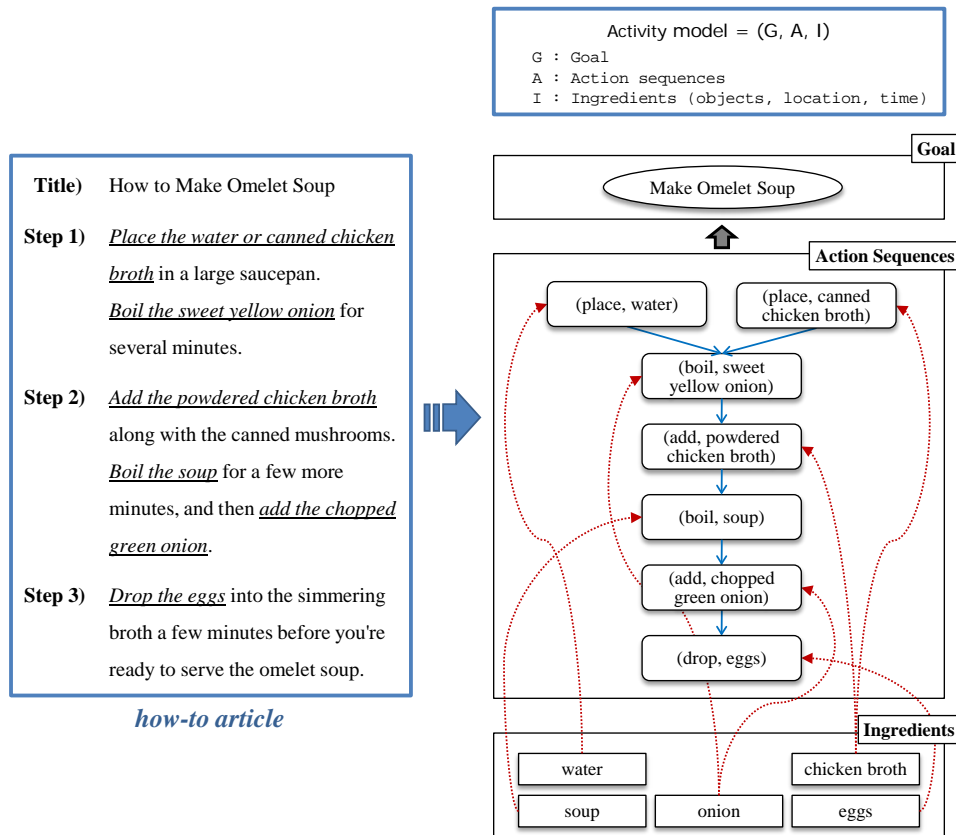 Activity model = (G, A, I)
G : Goal
A : Action sequences
I : Ingredients (objects, location, time)
Title) How to Make Omelet Soup
Step 1) Place the water or canned chicken
broth in a large saucepan.
Boil the sweet yellow onion for
several minutes.
Step 2) Add the powdered chicken broth
along with the canned mushrooms.
Boil the soup for a few more
minutes, and then add the chopped
green onion.
Step 3) Drop the eggs into the simmering
broth a few minutes before you're
ready to serve the omelet soup.
how-to article
Goal
Make Omelet Soup
Action Sequences
(place, water)
(place, canned
chicken broth)
(boil, sweet
yellow onion)
(add, powdered
chicken broth)
(boil, soup)
(add, chopped
green onion)
(drop, eggs)
Ingredients
water
chicken broth
soup
onion
eggs